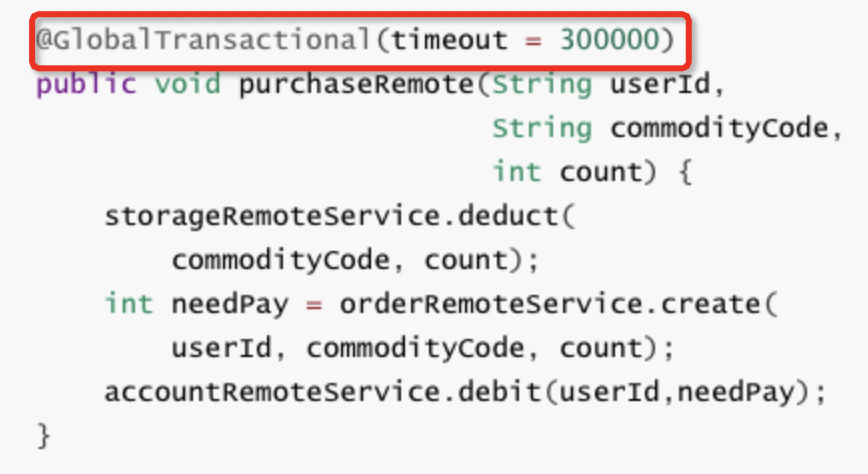 @GlobalTransactional(timeout = 300000)
public void purchaseRemote(String userId,
String commodityCode,
int count) {
storageRemoteService.deduct(
commodityCode, count);
int needPay = orderRemoteService.create(
userId, commodityCode, count);
accountRemoteService.debit(userId,needPay);
}